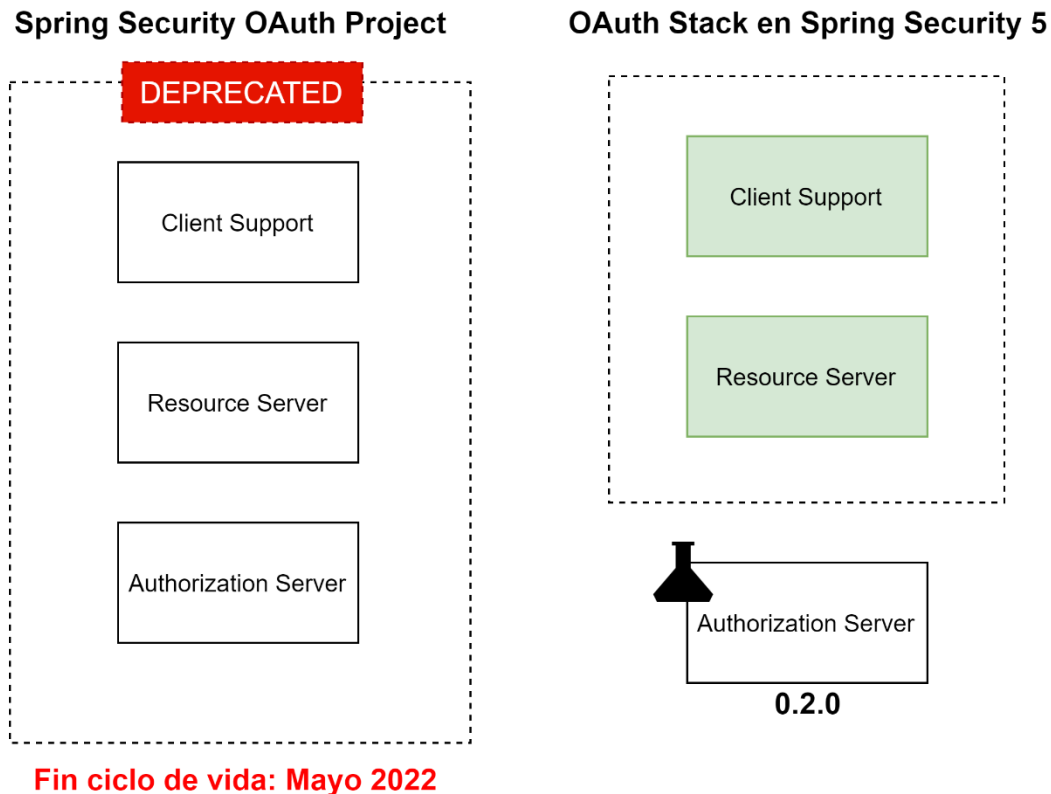 Spring Security OAuth Project
DEPRECATED
Client Support
Resource Server
Authorization Server
Fin ciclo de vida: Mayo 2022
OAuth Stack en Spring Security 5
Client Support
Resource Server
Authorization Server
0.2.0